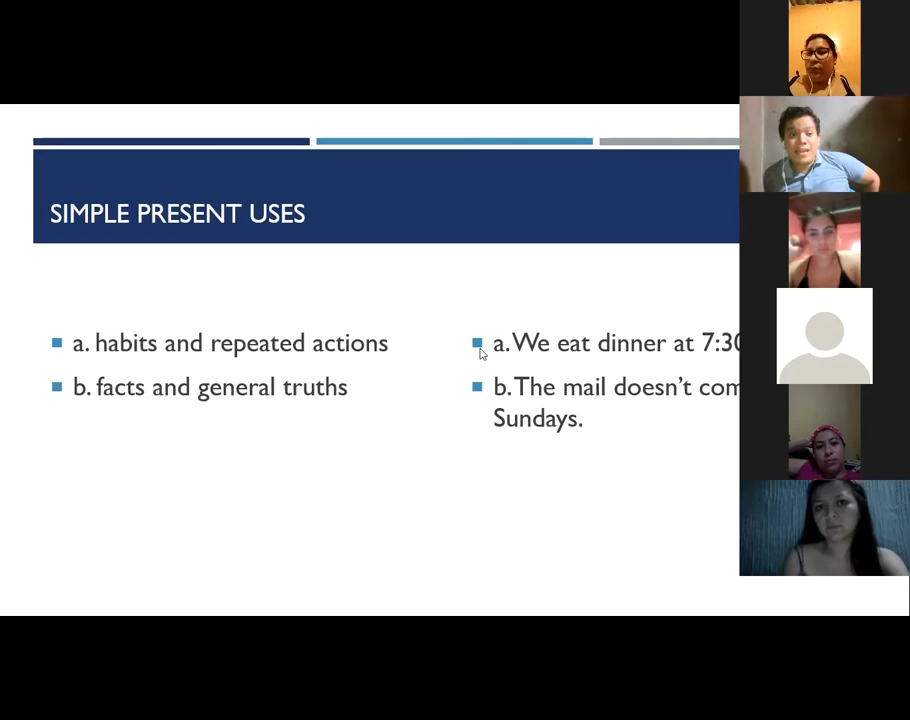 SIMPLE PRESENT USES
a. habits and repeated actions
b. facts and general truths
a. We eat dinner at 7:30
b. The mail doesn't
Sundays.